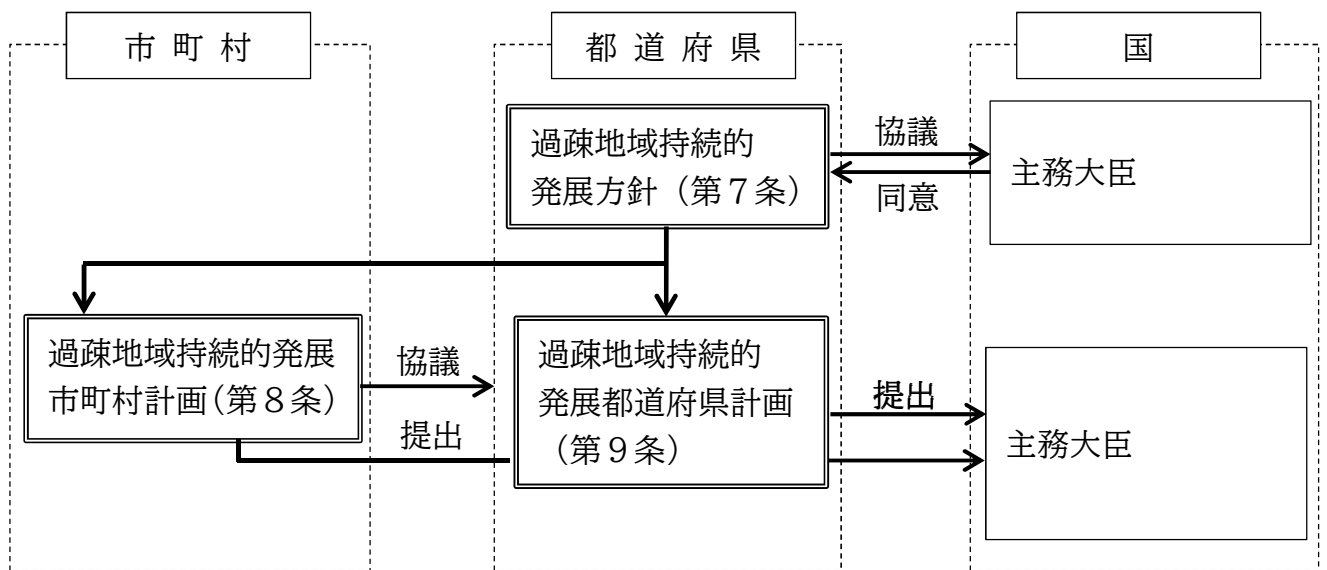 市町村
都道府県
国
過疎地域持続的
発展方針（第７条）
協議
同意
主務大臣
過疎地域持続的発展
市町村計画（第８条）
協議
提出
過疎地域持続的
発展都道府県計画
（第９条）
提出
主務大臣